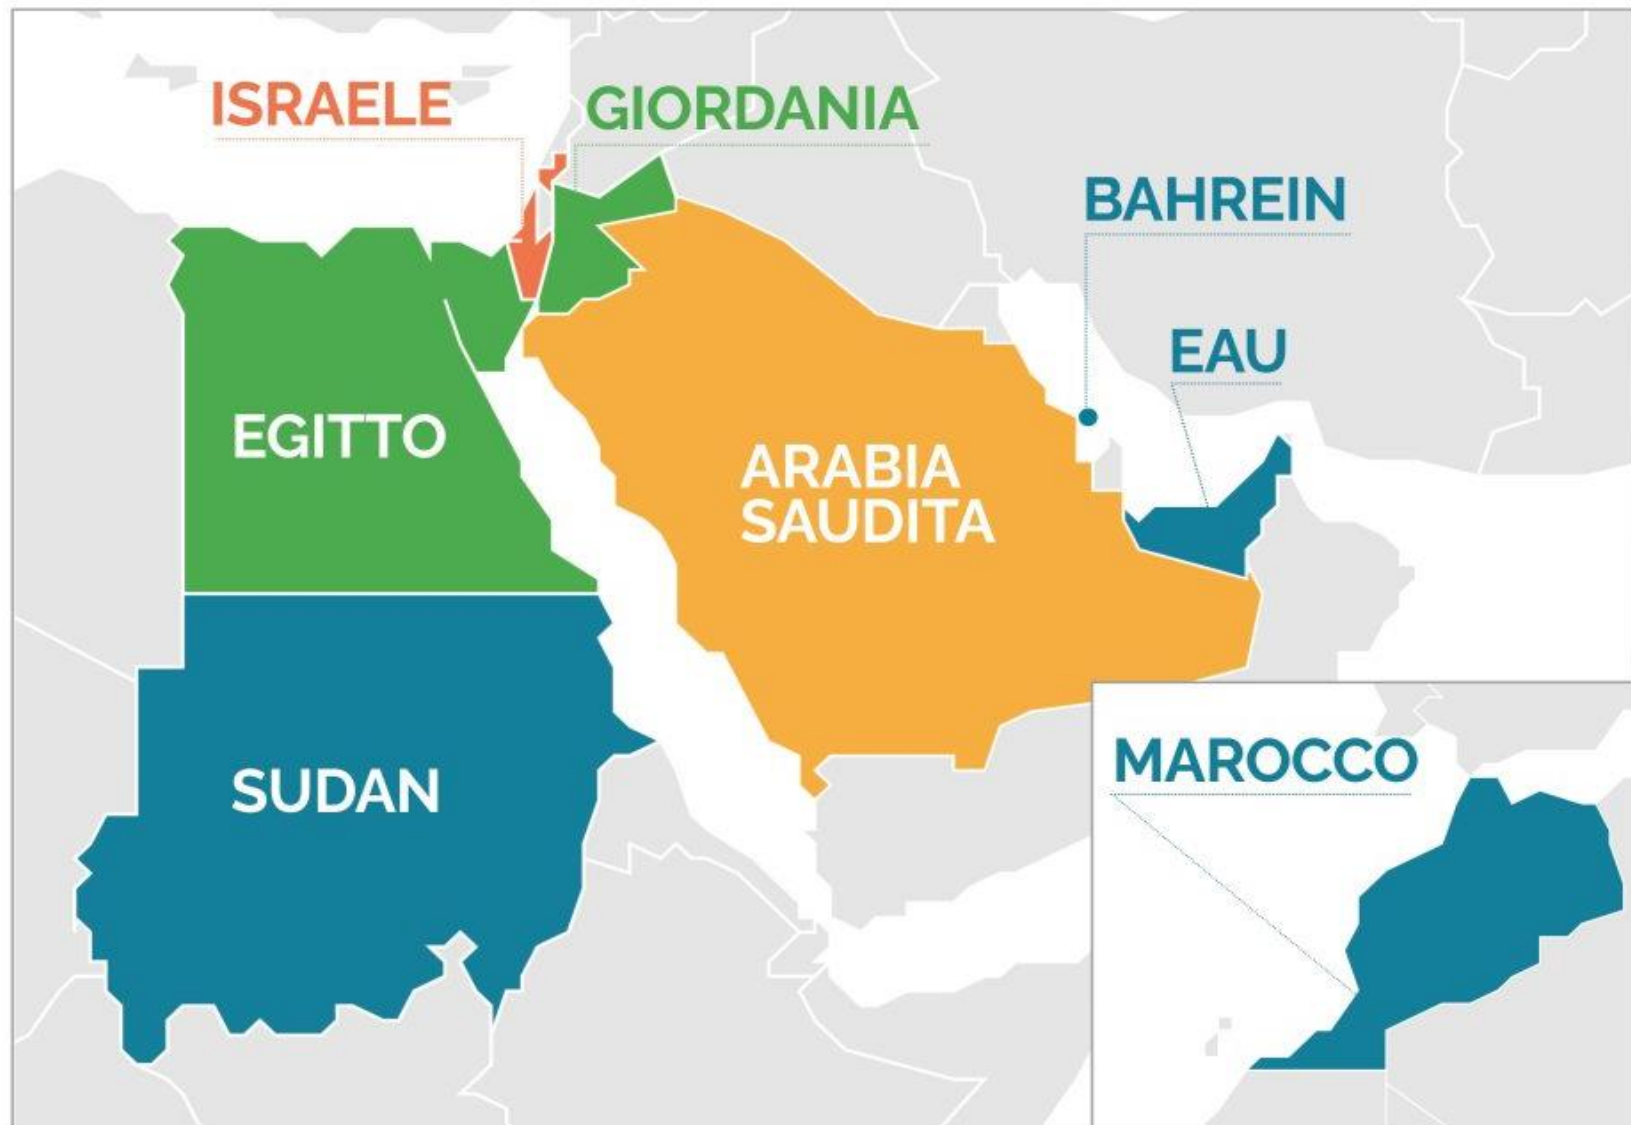 ISRAELE
GIORDANIA
BAHREIN
EAU
EGITTO
ARABIA
SAUDITA
SUDAN
MAROCCO